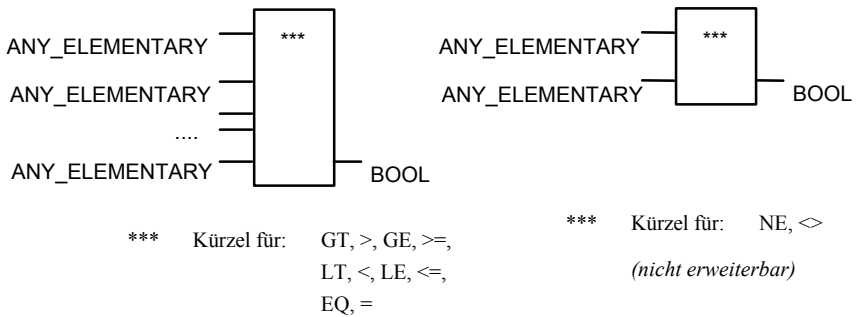 ***
ANY_ELEMENTARY
ANY_ELEMENTARY
....
ANY_ELEMENTARY
BOOL
***
ANY_ELEMENTARY
ANY_ELEMENTARY
BOOL
*** Kürzel für: GT, >, GE, >=,
LT, <, LE, <=,
EQ, =
*** Kürzel für: NE, <>
(nicht erweiterbar)